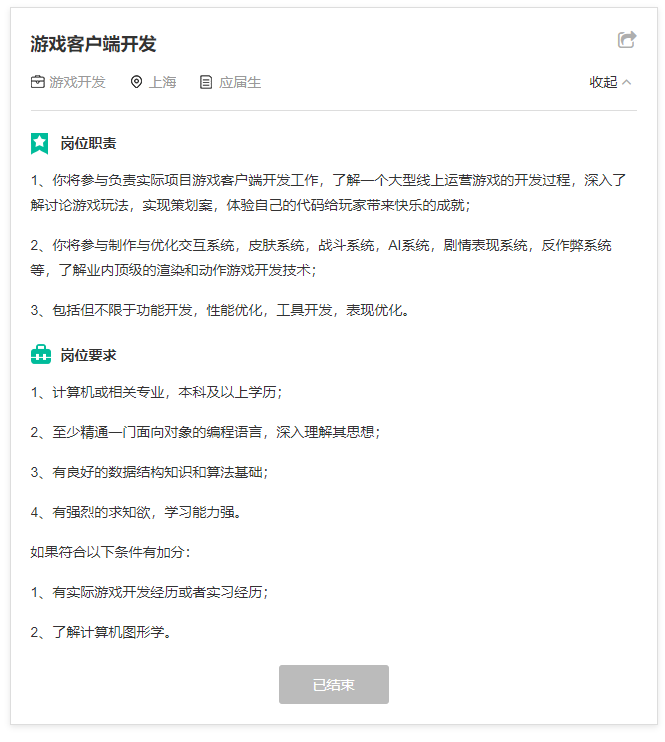 游戏客户端开发
游戏开发 上海 应届生 收起
岗位职责
1、你将参与负责实际项目游戏客户端开发工作，了解一个大型线上运营游戏的开发过程，深入了
解讨论游戏玩法，实现策划案，体验自己的代码给玩家带来快乐的成就；
2、你将参与制作与优化交互系统，皮肤系统，战斗系统，AI系统，剧情表现系统，反作弊系统
等，了解业内顶级的渲染和动作游戏开发技术；
3、包括但不限于功能开发，性能优化，工具开发，表现优化。
岗位要求
1、计算机或相关专业，本科及以上学历；
2、至少精通一门面向对象的编程语言，深入理解其思想；
3、有良好的数据结构知识和算法基础；
4、有强烈的求知欲，学习能力强。
如果符合以下条件有加分：
1、有实际游戏开发经历或者实习经历；
2、了解计算机图形学。
已结束